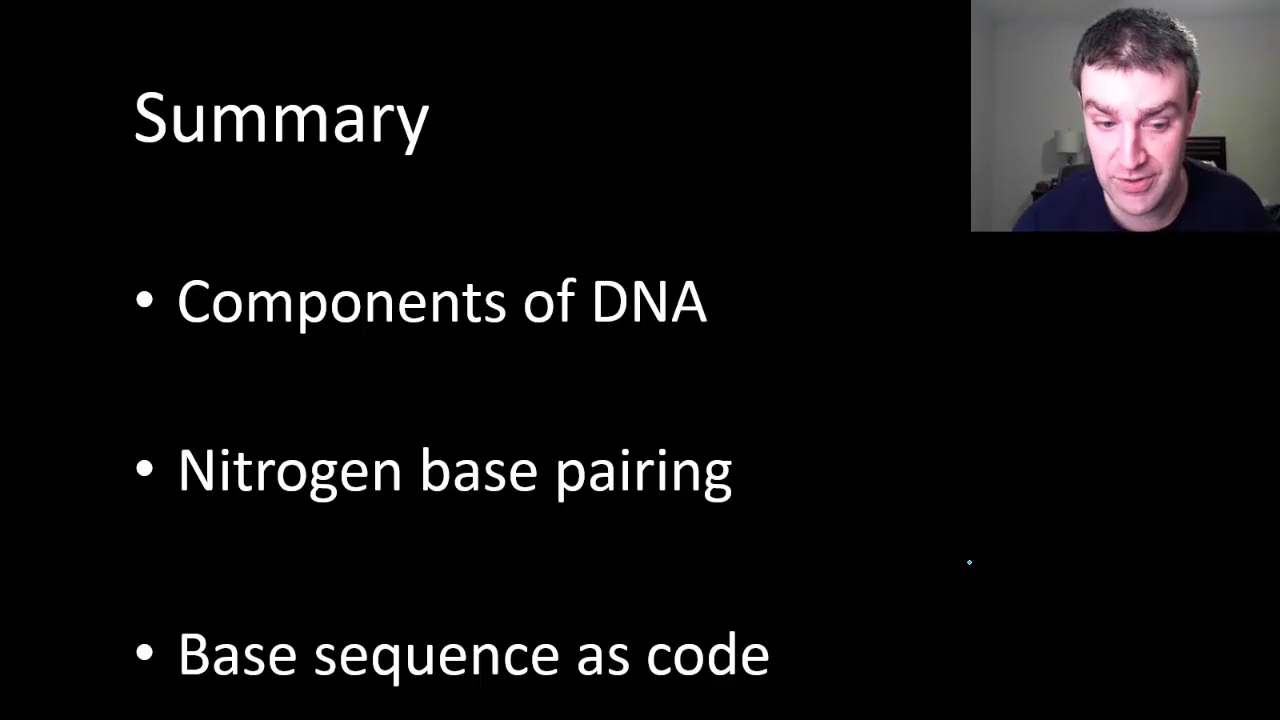 Summary
• Components of DNA
• Nitrogen base pairing
• Base sequence as code